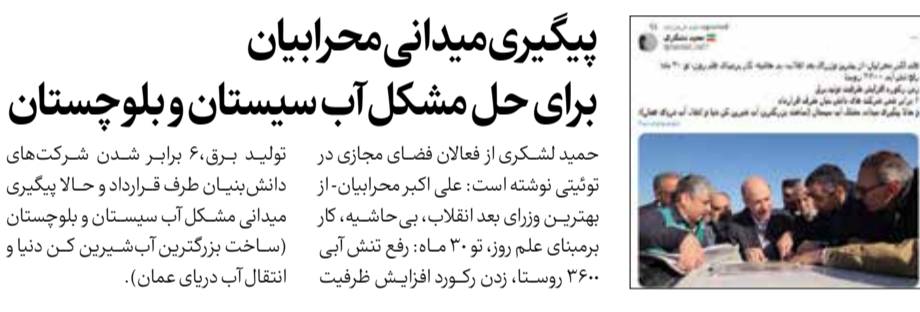 پیگیری میدانی محرابیان
برای حل مشکل آب سیستان و بلوچستان
حمید لشکری از فعالان فضای مجازی در
توئیتی نوشته است: علی اکبر محرابیان- از
بهترین وزرای بعد انقلاب، بی‌حاشیه، کار
برمبنای علم روز، تو ۳۰ ماه: رفع تنش آبی
۳۶۰۰ روستا، زدن رکورد افزایش ظرفیت
تولید برق،۶ برابر شدن شرکت‌های
دانش‌بنیان طرف قرارداد و حالا پیگیری
میدانی مشکل آب سیستان و بلوچستان
(ساخت بزرگترین آب‌شیرین کن دنیا و
انتقال آب دریای عمان).